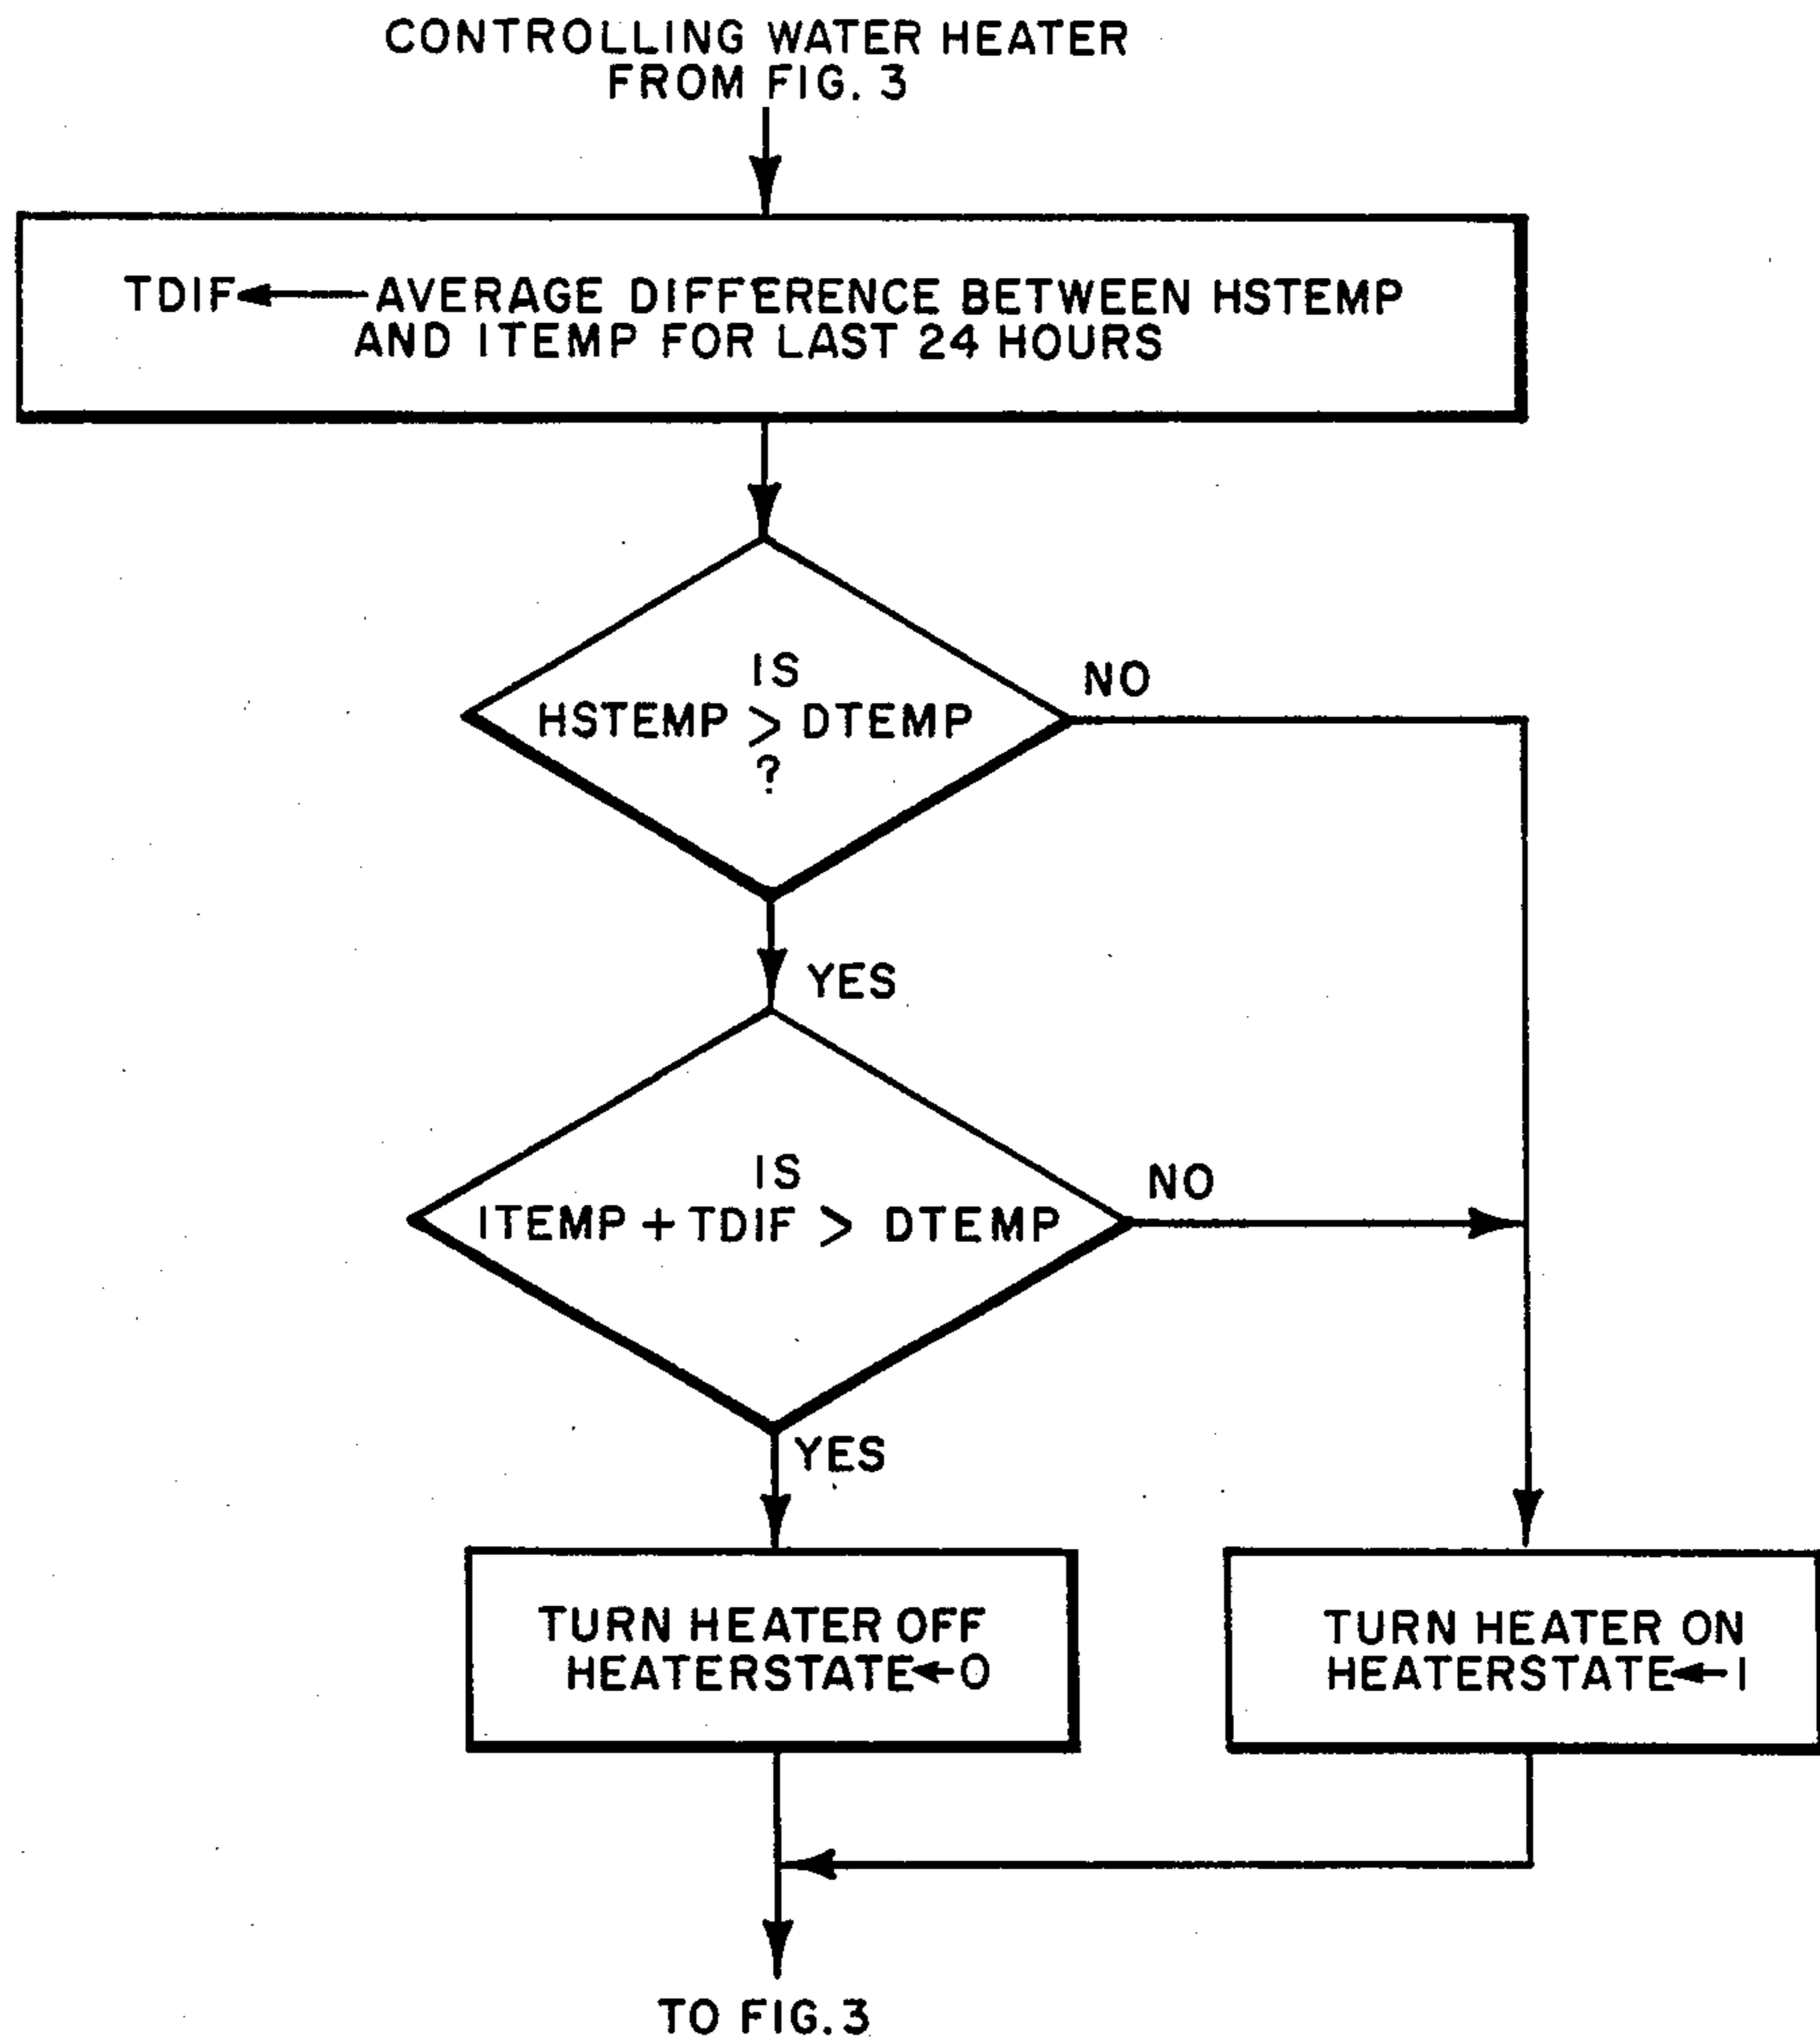 CONTROLLING WATER HEATER
FROM FIG. 3
TDIF←AVERAGE DIFFERENCE BETWEEN HSTEMP
AND ITEMP FOR LAST 24 HOURS
IS
HSTEMP > DTEMP
?
NO
YES
IS
ITEMP + TDIF > DTEMP
NO
YES
TURN HEATER OFF
HEATERSTATE←0
TURN HEATER ON
HEATERSTATE←1
TO FIG. 3